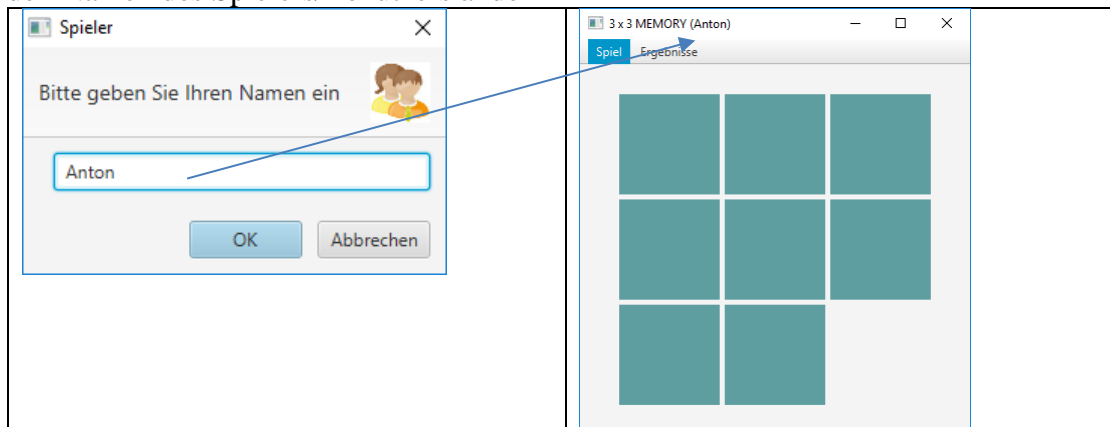 Spieler
Bitte geben Sie Ihren Namen ein
Anton
OK Abbrechen
3 x 3 MEMORY (Anton)
Spiel Ergebnisse